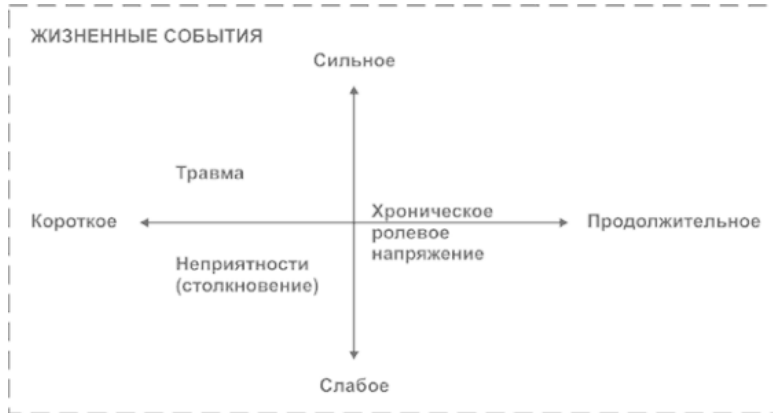 ЖИЗНЕННЫЕ СОБЫТИЯ
Сильное
Травма
Короткое
Хроническое
ролевое
напряжение
Продолжительное
Неприятности
(столкновение)
Слабое